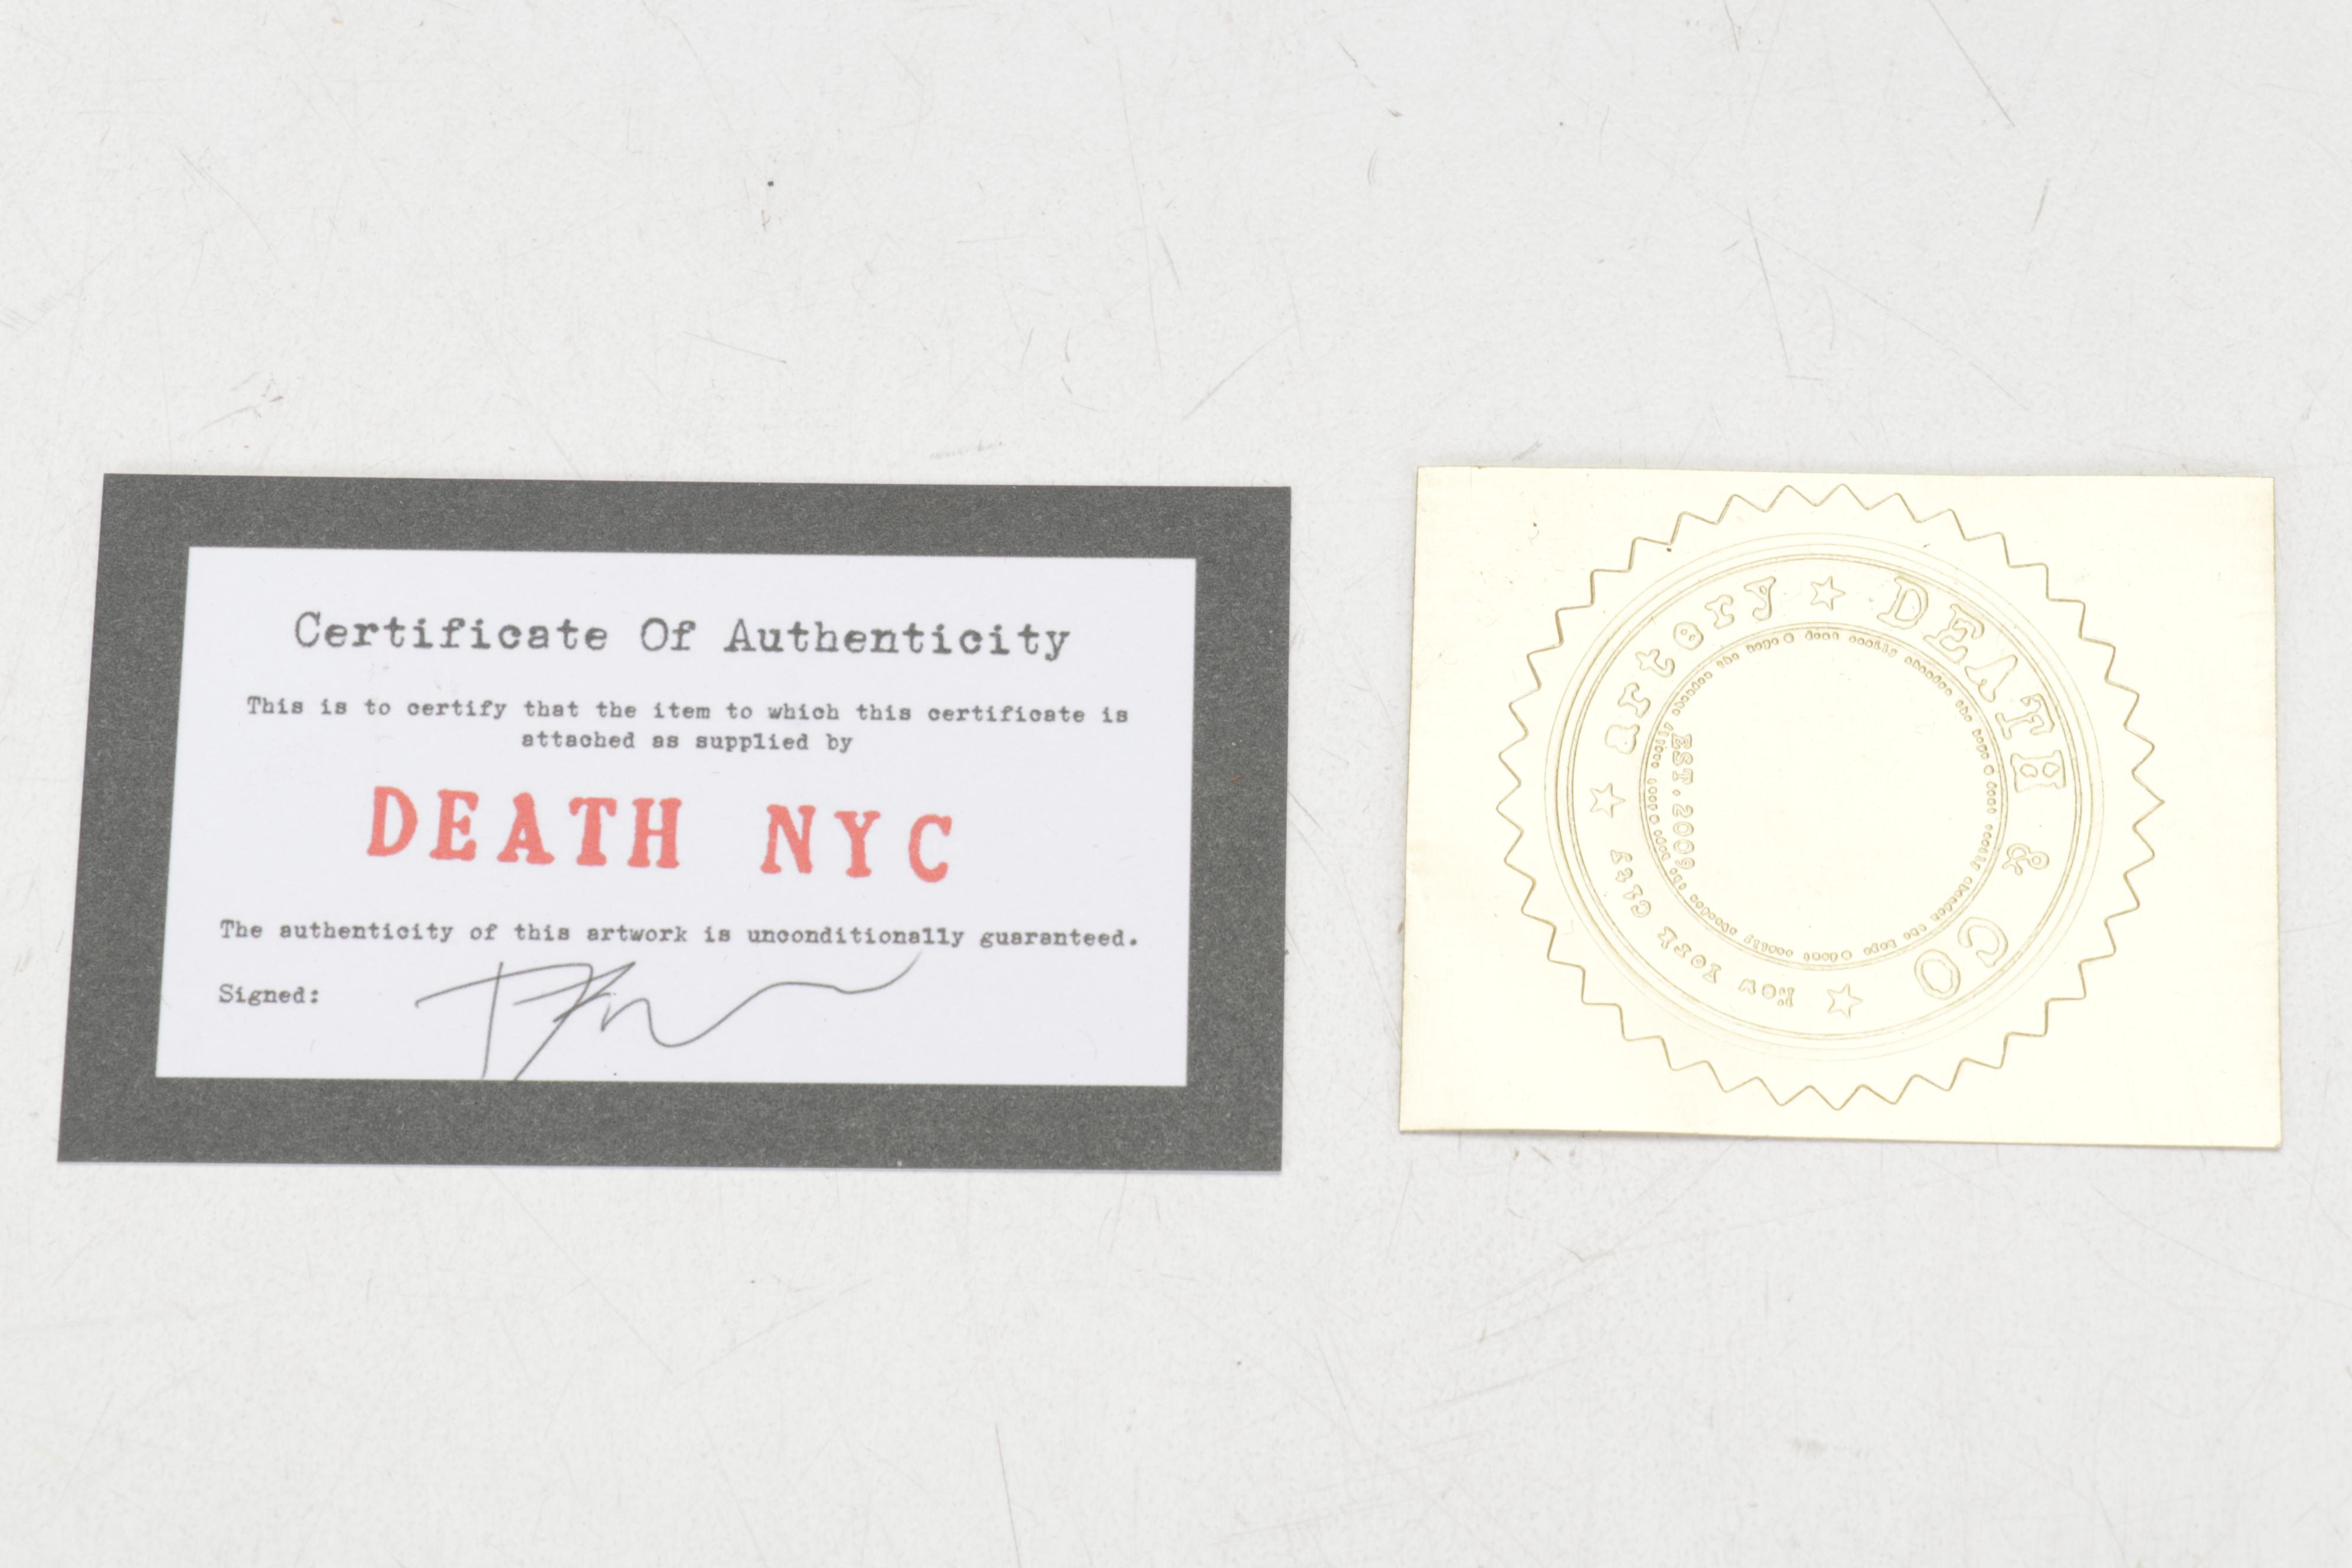 Certificate Of Authenticity
This is to certify that the item to which this certificate is
attached as supplied by
DEATH NYC
The authenticity of this artwork is unconditionally guaranteed.
Signed:
artery ☆ DEATH & CO ☆ New York City ☆
EST. 2009